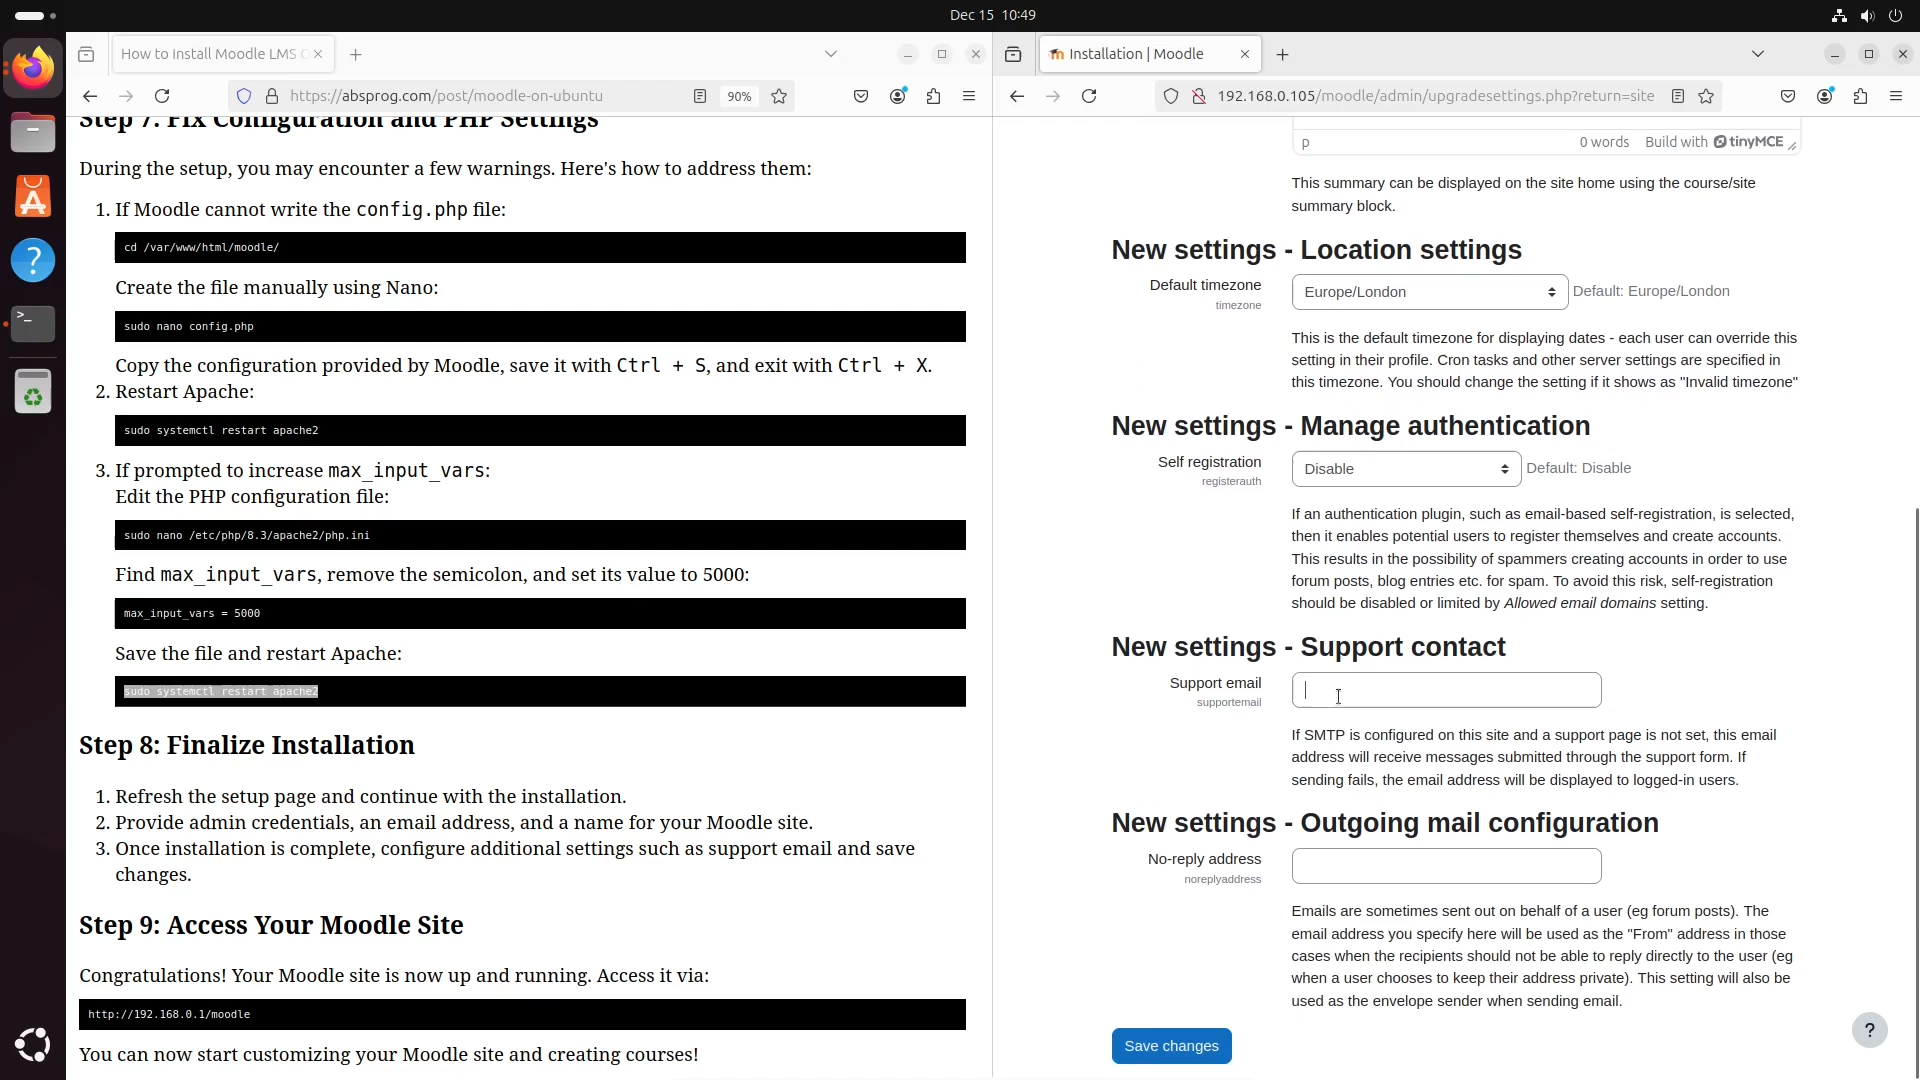 Dec 15 10:49
How to Install Moodle LMS
https://absprog.com/post/moodle-on-ubuntu
90%
Step 7: Fix Configuration and PHP Settings
During the setup, you may encounter a few warnings. Here's how to address them:
1. If Moodle cannot write the config.php file:
cd /var/www/html/moodle/
Create the file manually using Nano:
sudo nano config.php
Copy the configuration provided by Moodle, save it with Ctrl + S, and exit with Ctrl + X.
2. Restart Apache:
sudo systemctl restart apache2
3. If prompted to increase max_input_vars:
Edit the PHP configuration file:
sudo nano /etc/php/8.3/apache2/php.ini
Find max_input_vars, remove the semicolon, and set its value to 5000:
max_input_vars = 5000
Save the file and restart Apache:
sudo systemctl restart apache2
Step 8: Finalize Installation
1. Refresh the setup page and continue with the installation.
2. Provide admin credentials, an email address, and a name for your Moodle site.
3. Once installation is complete, configure additional settings such as support email and save
changes.
Step 9: Access Your Moodle Site
Congratulations! Your Moodle site is now up and running. Access it via:
http://192.168.0.1/moodle
You can now start customizing your Moodle site and creating courses!
Installation | Moodle
192.168.0.105/moodle/admin/upgradesettings.php?return=site
p
0 words Build with tinyMCE
This summary can be displayed on the site home using the course/site
summary block.
New settings - Location settings
Default timezone
timezone
Europe/London
Default: Europe/London
This is the default timezone for displaying dates - each user can override this
setting in their profile. Cron tasks and other server settings are specified in
this timezone. You should change the setting if it shows as "Invalid timezone"
New settings - Manage authentication
Self registration
registerauth
Disable
Default: Disable
If an authentication plugin, such as email-based self-registration, is selected,
then it enables potential users to register themselves and create accounts.
This results in the possibility of spammers creating accounts in order to use
forum posts, blog entries etc. for spam. To avoid this risk, self-registration
should be disabled or limited by Allowed email domains setting.
New settings - Support contact
Support email
supportemail
If SMTP is configured on this site and a support page is not set, this email
address will receive messages submitted through the support form. If
sending fails, the email address will be displayed to logged-in users.
New settings - Outgoing mail configuration
No-reply address
noreplyaddress
Emails are sometimes sent out on behalf of a user (eg forum posts). The
email address you specify here will be used as the "From" address in those
cases when the recipients should not be able to reply directly to the user (eg
when a user chooses to keep their address private). This setting will also be
used as the envelope sender when sending email.
Save changes
?